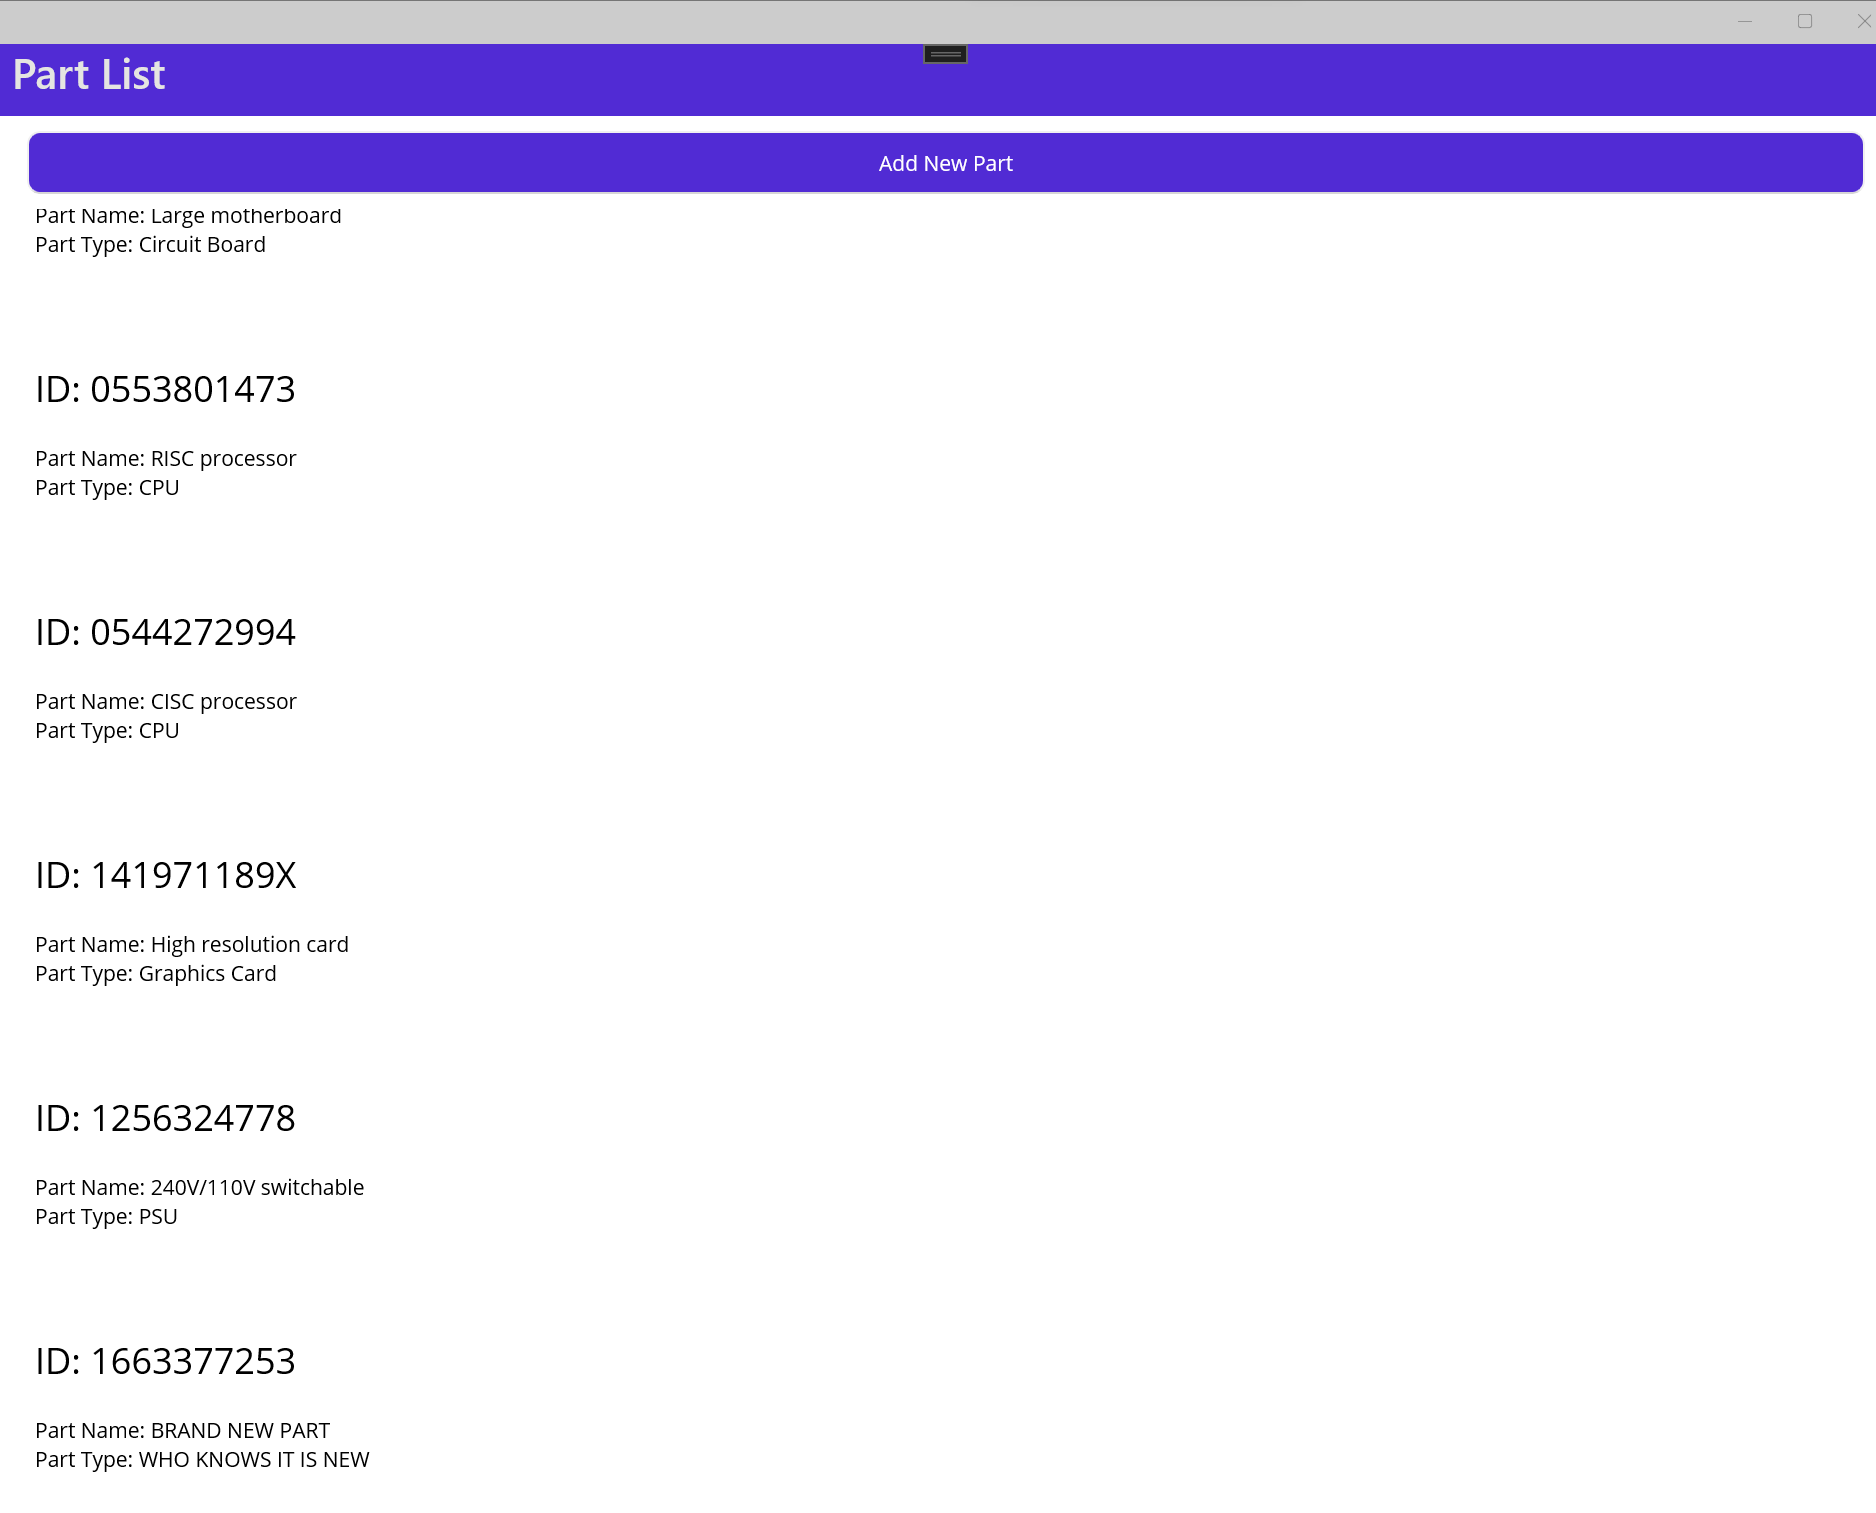 Part List
Add New Part
Part Name: Large motherboard
Part Type: Circuit Board
ID: 0553801473
Part Name: RISC processor
Part Type: CPU
ID: 0544272994
Part Name: CISC processor
Part Type: CPU
ID: 141971189X
Part Name: High resolution card
Part Type: Graphics Card
ID: 1256324778
Part Name: 240V/110V switchable
Part Type: PSU
ID: 1663377253
Part Name: BRAND NEW PART
Part Type: WHO KNOWS IT IS NEW